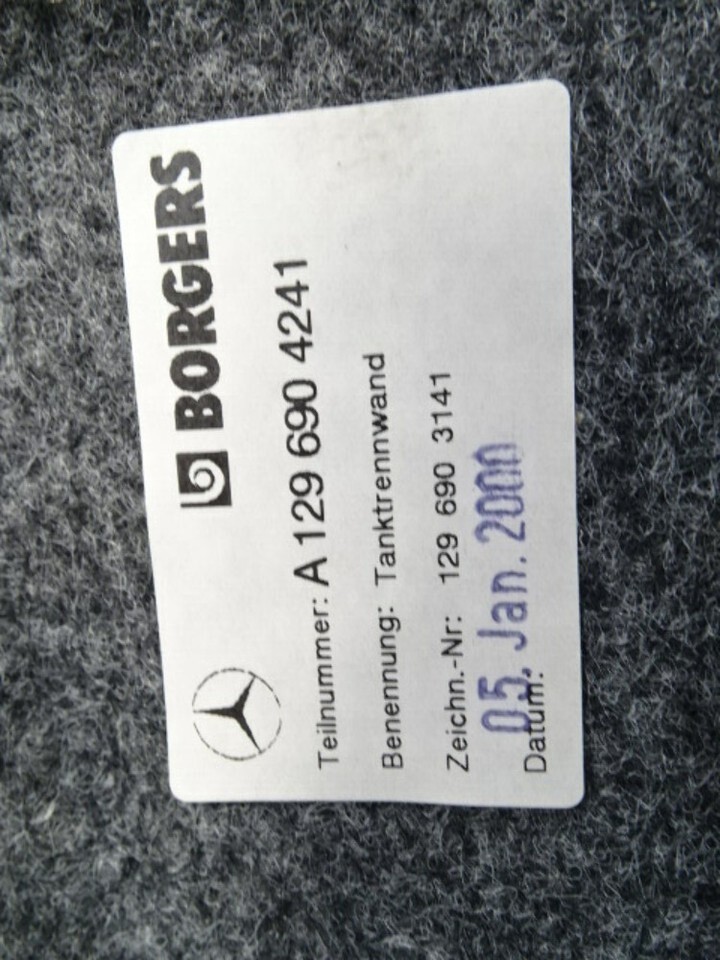 BORGERS
Teilnummer: A 129 690 4241
Benennung: Tanktrennwand
Zeichn.-Nr: 129 690 3141
05. Jan. 2000
Datum: